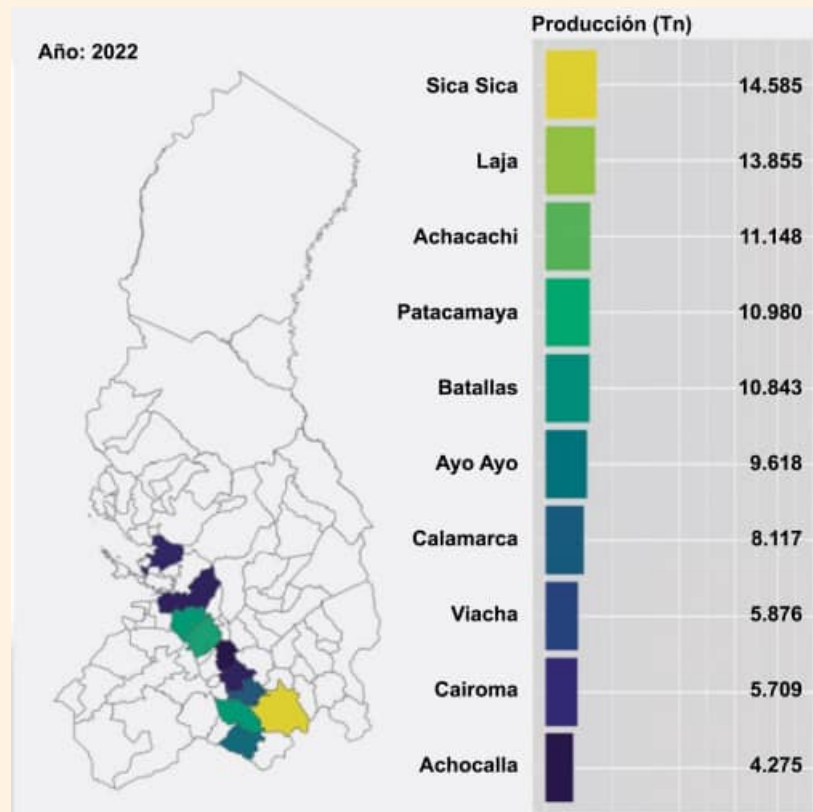 Producción (Tn)
Año: 2022
Sica Sica 14.585
Laja 13.855
Achacachi 11.148
Patacamaya 10.980
Batallas 10.843
Ayo Ayo 9.618
Calamarca 8.117
Viacha 5.876
Cairoma 5.709
Achocalla 4.275